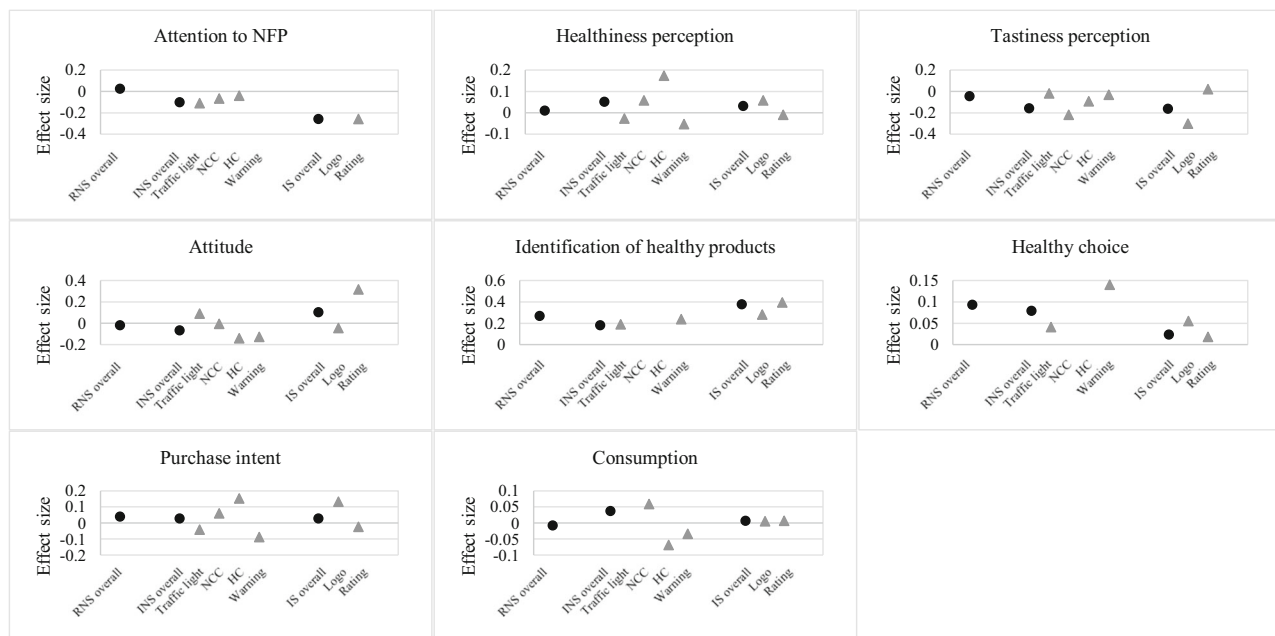 Attention to NFP
Effect size
0.2
0
-0.2
-0.4
RNS overall
INS overall
Traffic light
NCC
HC
Warning
IS overall
Logo
Rating
Healthiness perception
Effect size
0.2
0.1
0
-0.1
RNS overall
INS overall
Traffic light
NCC
HC
Warning
IS overall
Logo
Rating
Tastiness perception
Effect size
0.2
0
-0.2
-0.4
RNS overall
INS overall
Traffic light
NCC
HC
Warning
IS overall
Logo
Rating
Attitude
Effect size
0.4
0.2
0
-0.2
RNS overall
INS overall
Traffic light
NCC
HC
Warning
IS overall
Logo
Rating
Identification of healthy products
Effect size
0.6
0.4
0.2
0
RNS overall
INS overall
Traffic light
NCC
HC
Warning
IS overall
Logo
Rating
Healthy choice
Effect size
0.15
0.1
0.05
0
RNS overall
INS overall
Traffic light
NCC
HC
Warning
IS overall
Logo
Rating
Purchase intent
Effect size
0.2
0.1
0
-0.1
-0.2
RNS overall
INS overall
Traffic light
NCC
HC
Warning
IS overall
Logo
Rating
Consumption
Effect size
0.1
0.05
0
-0.05
-0.1
RNS overall
INS overall
Traffic light
NCC
HC
Warning
IS overall
Logo
Rating